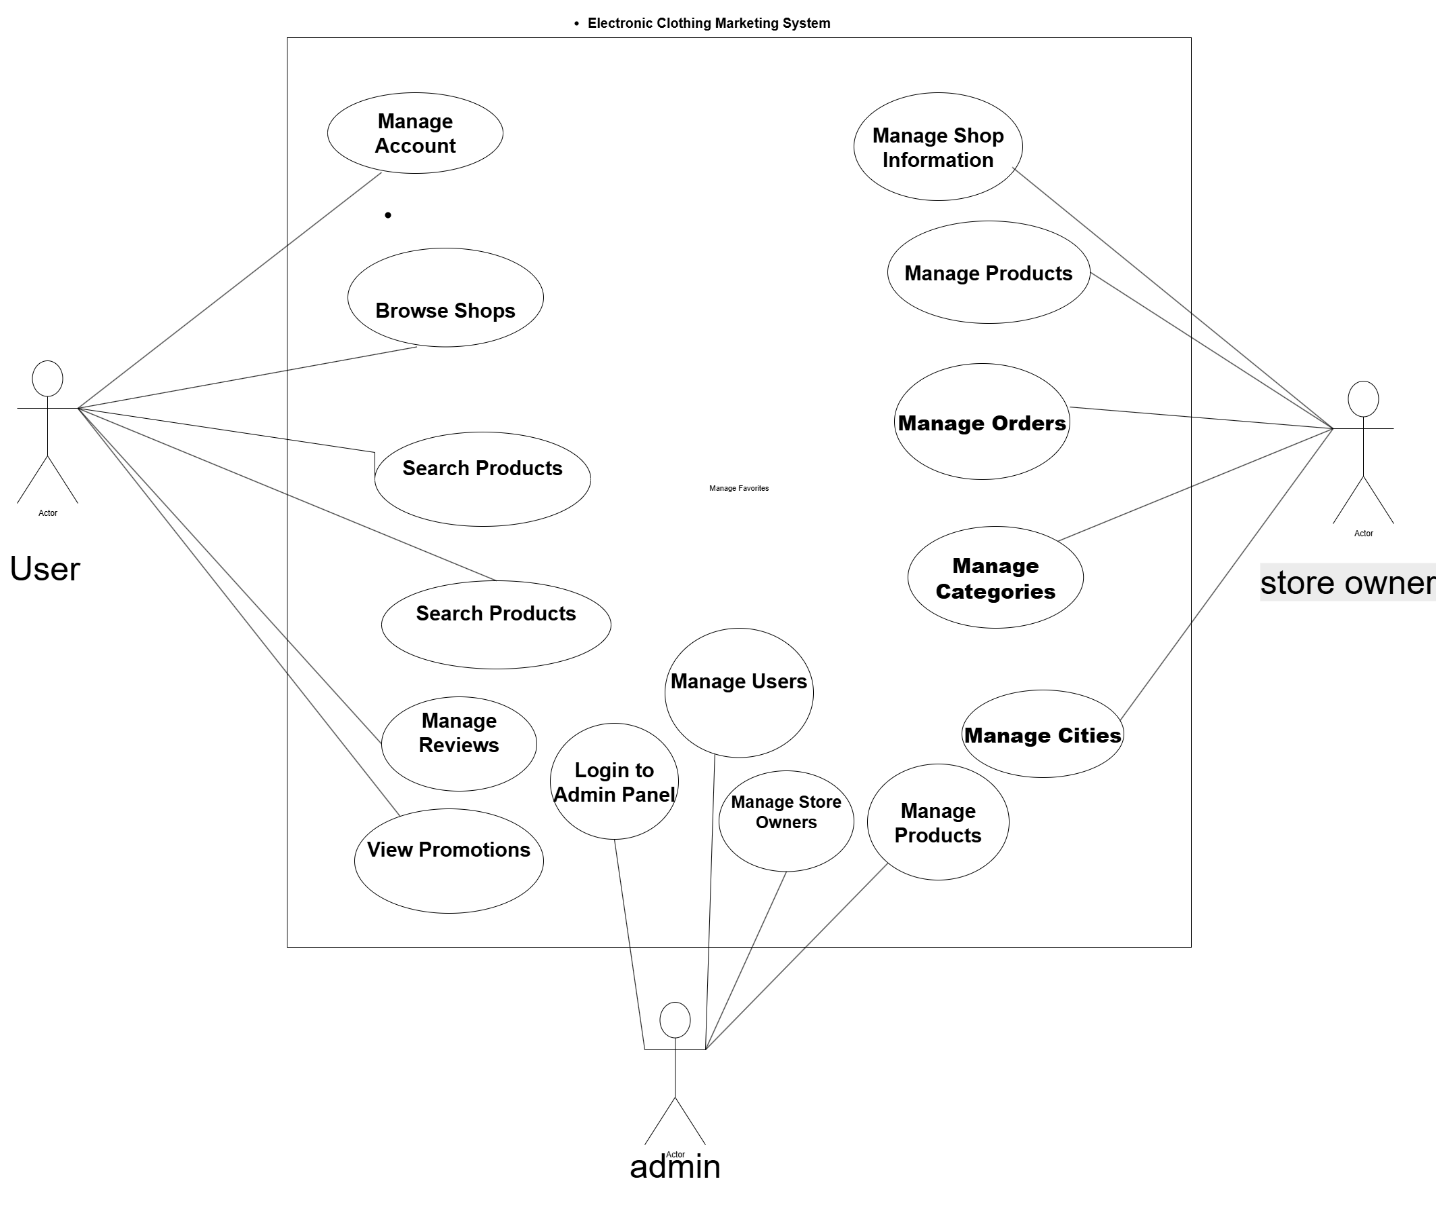 • Electronic Clothing Marketing System
Manage
Account
•
Browse Shops
Search Products
Search Products
Manage
Reviews
View Promotions
Manage Shop
Information
Manage Products
Manage Orders
Manage Favorites
Manage
Categories
Manage Cities
Manage Users
Login to
Admin Panel
Manage Store
Owners
Manage
Products
Actor
User
Actor
store owner
Actor
admin